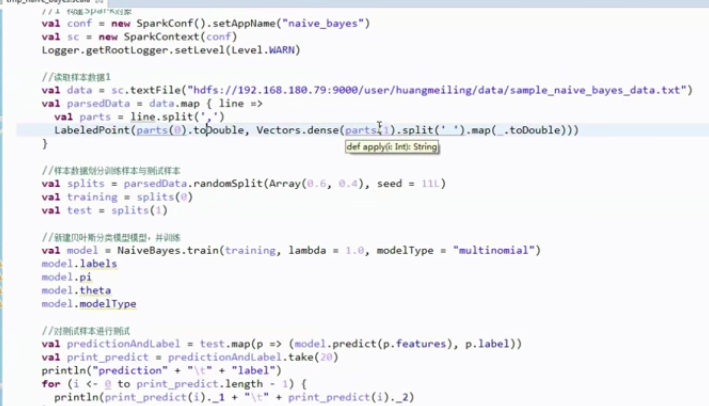 tmp_naive_bayes.scala
//1 构建Spark对象
val conf = new SparkConf().setAppName("naive_bayes")
val sc = new SparkContext(conf)
Logger.getRootLogger.setLevel(Level.WARN)
//读取样本数据1
val data = sc.textFile("hdfs://192.168.180.79:9000/user/huangmeiling/data/sample_naive_bayes_data.txt")
val parsedData = data.map { line =>
val parts = line.split(',')
LabeledPoint(parts(0).toDouble, Vectors.dense(parts(1).split(' ').map(_.toDouble)))
def apply(i: Int): String
}
//样本数据划分训练样本与测试样本
val splits = parsedData.randomSplit(Array(0.6, 0.4), seed = 11L)
val training = splits(0)
val test = splits(1)
//新建贝叶斯分类模型模型，并训练
val model = NaiveBayes.train(training, lambda = 1.0, modelType = "multinomial")
model.labels
model.pi
model.theta
model.modelType
//对测试样本进行测试
val predictionAndLabel = test.map(p => (model.predict(p.features), p.label))
val print_predict = predictionAndLabel.take(20)
println("prediction" + "\t" + "label")
for (i <- 0 to print_predict.length - 1) {
println(print_predict(i)._1 + "\t" + print_predict(i)._2)